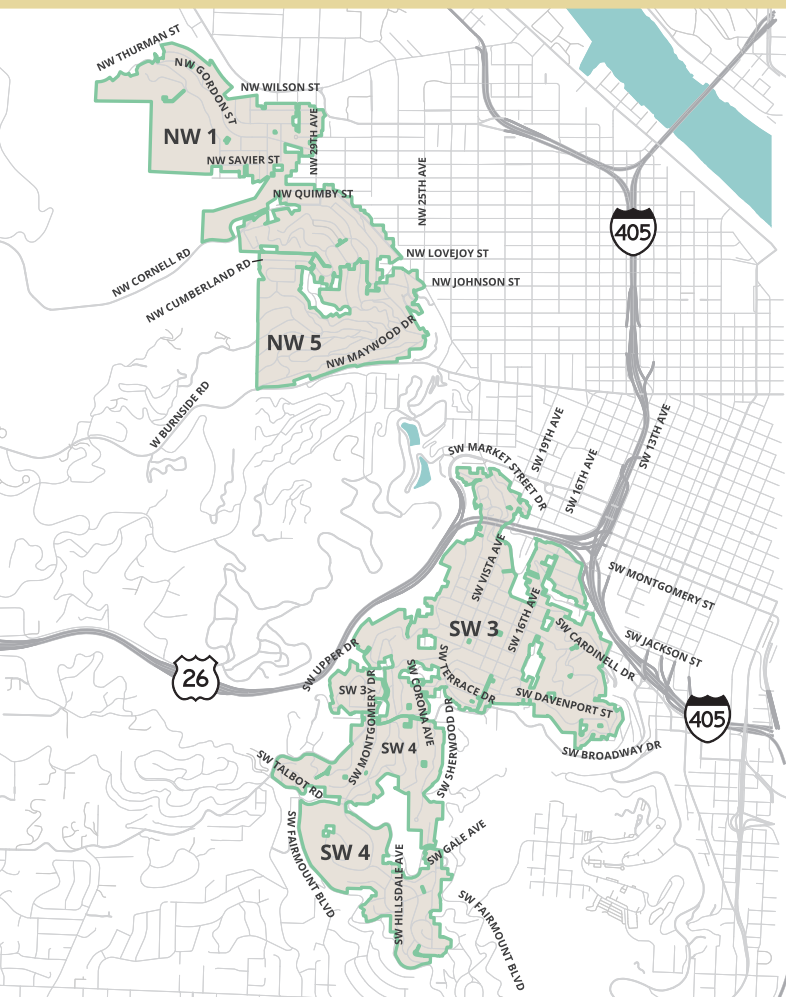 NW THURMAN ST
NW GORDON ST
NW WILSON ST
NW 1
NW 29TH AVE
NW SAVIER ST
NW QUIMBY ST
NW 25TH AVE
405
NW CORNELL RD
NW LOVEJOY ST
NW CUMBERLAND RD
NW JOHNSON ST
NW 5
NW MAYWOOD DR
W BURNSIDE RD
SW MARKET STREET DR
SW 19TH AVE
SW 16TH AVE
SW 13TH AVE
SW VISTA AVE
SW MONTGOMERY ST
SW 16TH AVE
SW 3
SW CARDINELL DR
SW JACKSON ST
SW UPPER DR
26
SW 3
SW MONTGOMERY DR
SW CORONA AVE
SW TERRACE DR
SW DAVENPORT ST
405
SW SHERWOOD DR
SW 4
SW BROADWAY DR
SW TALBOT RD
SW FAIRMOUNT BLVD
SW 4
SW HILLSDALE AVE
SW GALE AVE
SW FAIRMOUNT BLVD